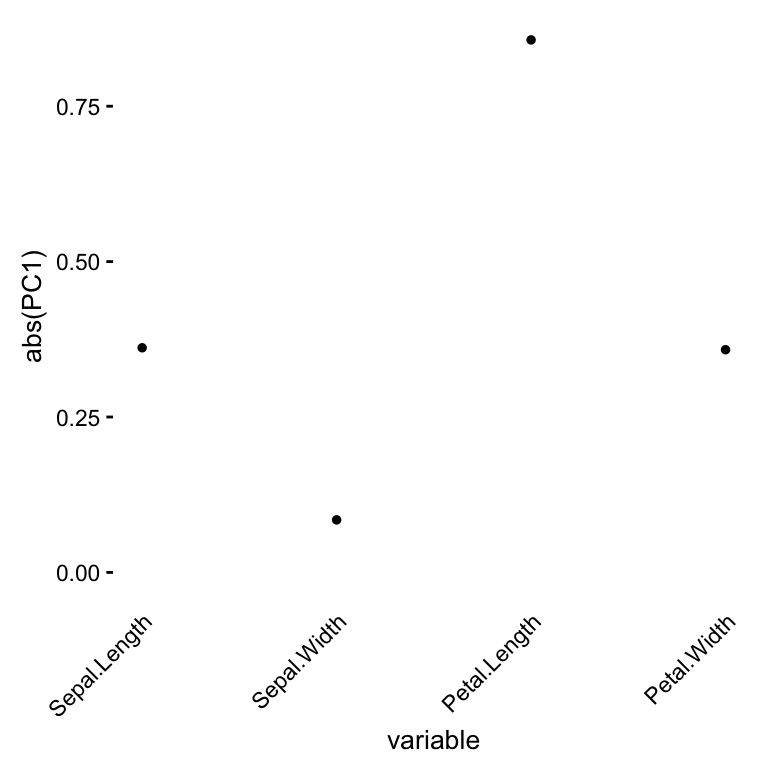 abs(PC1)
0.75
0.50
0.25
0.00
Sepal.Length
Sepal.Width
Petal.Length
Petal.Width
variable